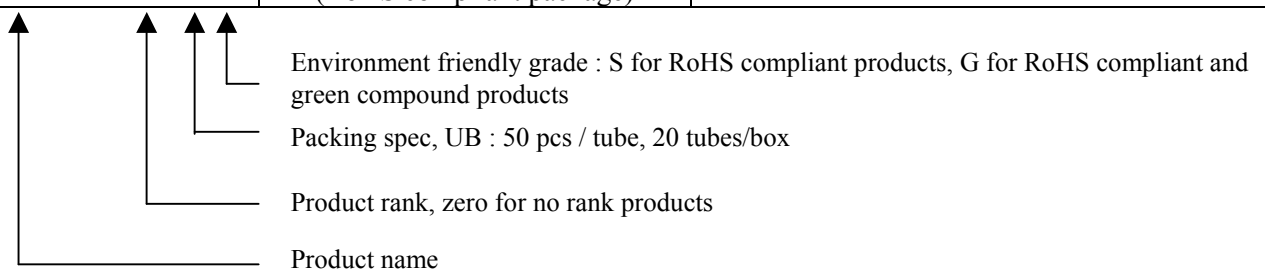 Environment friendly grade : S for RoHS compliant products, G for RoHS compliant and
green compound products
Packing spec, UB : 50 pcs / tube, 20 tubes/box
Product rank, zero for no rank products
Product name